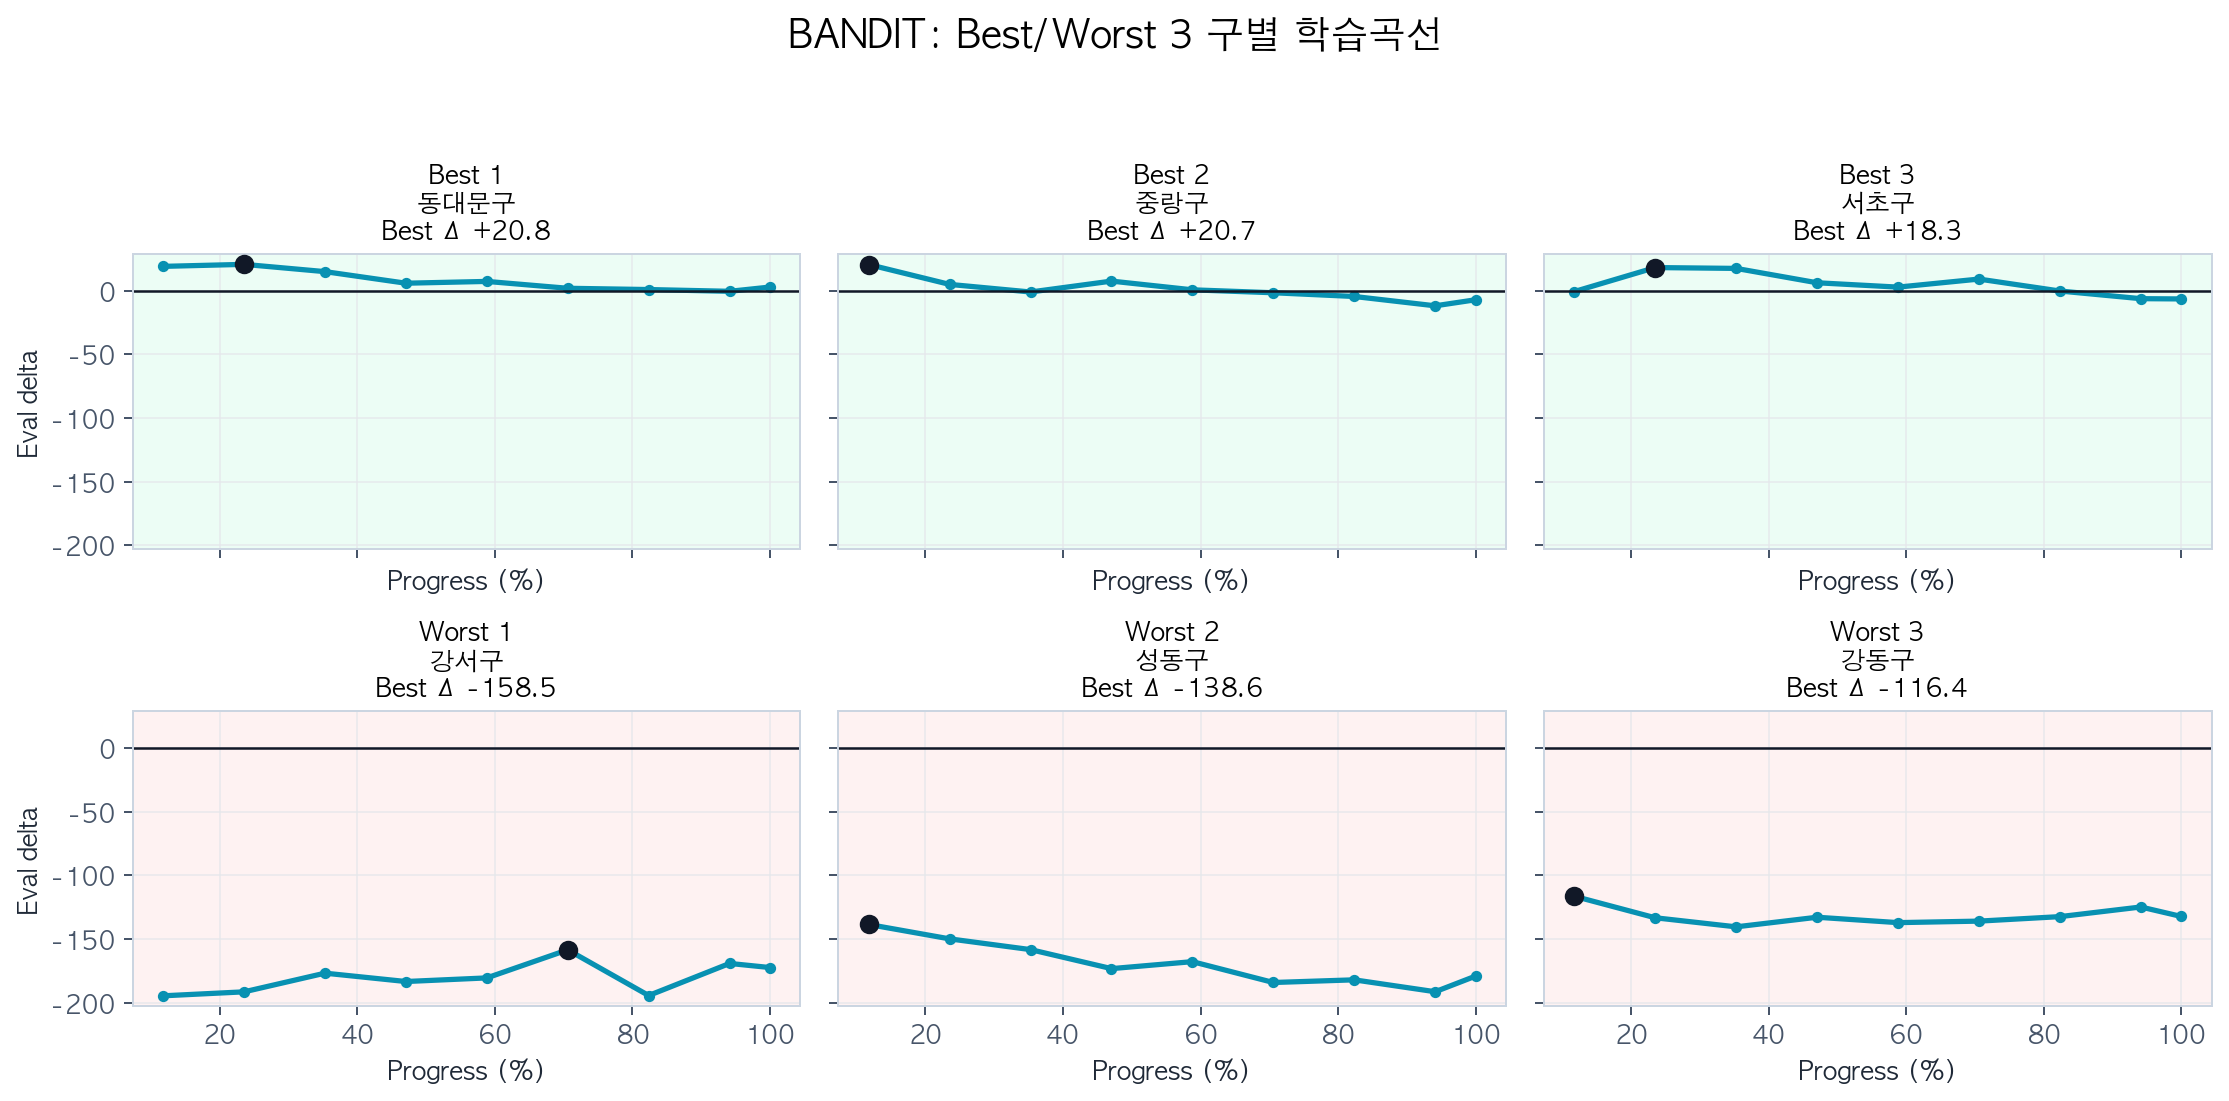 BANDIT: Best/Worst 3 구별 학습곡선
Best 1
동대문구
Best Δ +20.8
Best 2
중랑구
Best Δ +20.7
Best 3
서초구
Best Δ +18.3
Eval delta
0
-50
-100
-150
-200
Progress (%)
Progress (%)
Progress (%)
Worst 1
강서구
Best Δ -158.5
Worst 2
성동구
Best Δ -138.6
Worst 3
강동구
Best Δ -116.4
Eval delta
0
-50
-100
-150
-200
20 40 60 80 100
20 40 60 80 100
20 40 60 80 100
Progress (%)
Progress (%)
Progress (%)